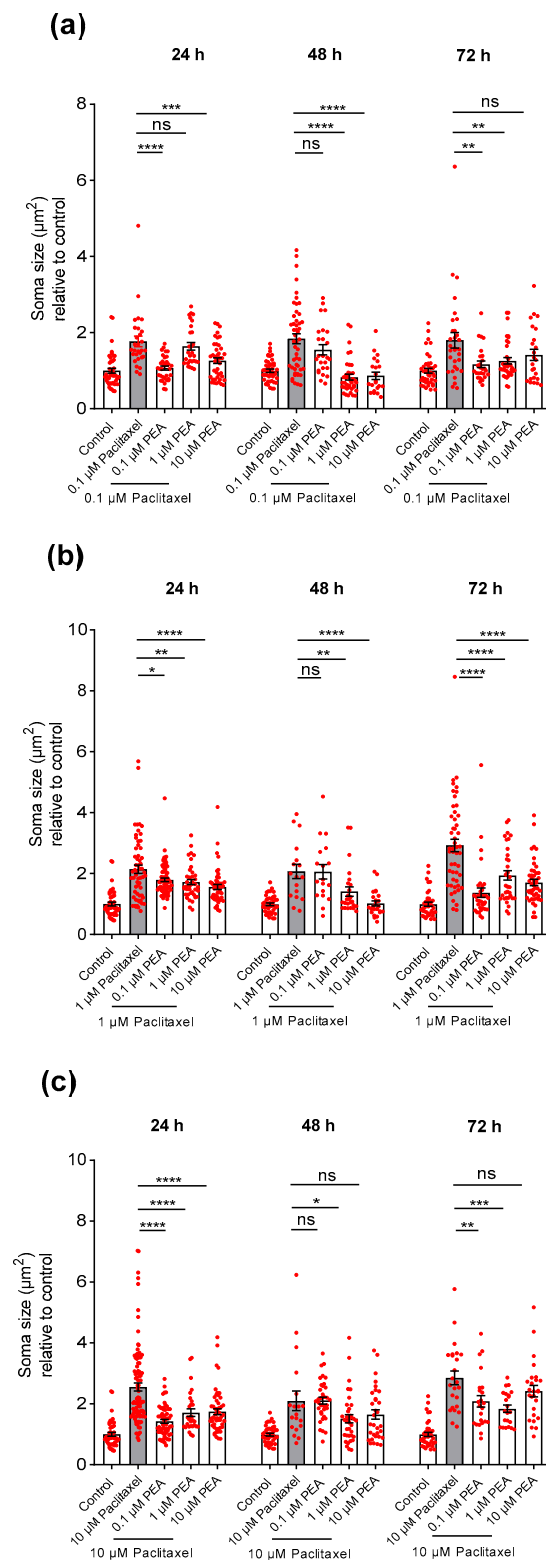 (a)
24 h 48 h 72 h
Soma size (µm²)
relative to control
8
6
4
2
0
*** **** ns
ns **** **
**** ns **
Control 0.1 µM Paclitaxel 0.1 µM PEA 1 µM PEA 10 µM PEA Control 0.1 µM Paclitaxel 0.1 µM PEA 1 µM PEA 10 µM PEA Control 0.1 µM Paclitaxel 0.1 µM PEA 1 µM PEA 10 µM PEA
0.1 µM Paclitaxel 0.1 µM Paclitaxel 0.1 µM Paclitaxel
(b)
24 h 48 h 72 h
Soma size (µm²)
relative to control
10
8
6
4
2
0
**** **** ****
** ** ****
* ns ****
Control 1 µM Paclitaxel 0.1 µM PEA 1 µM PEA 10 µM PEA Control 1 µM Paclitaxel 0.1 µM PEA 1 µM PEA 10 µM PEA Control 1 µM Paclitaxel 0.1 µM PEA 1 µM PEA 10 µM PEA
1 µM Paclitaxel 1 µM Paclitaxel 1 µM Paclitaxel
(c)
24 h 48 h 72 h
Soma size (µm²)
relative to control
10
8
6
4
2
0
**** ns ns
**** * ***
**** ns **
Control 10 µM Paclitaxel 0.1 µM PEA 1 µM PEA 10 µM PEA Control 10 µM Paclitaxel 0.1 µM PEA 1 µM PEA 10 µM PEA Control 10 µM Paclitaxel 0.1 µM PEA 1 µM PEA 10 µM PEA
10 µM Paclitaxel 10 µM Paclitaxel 10 µM Paclitaxel